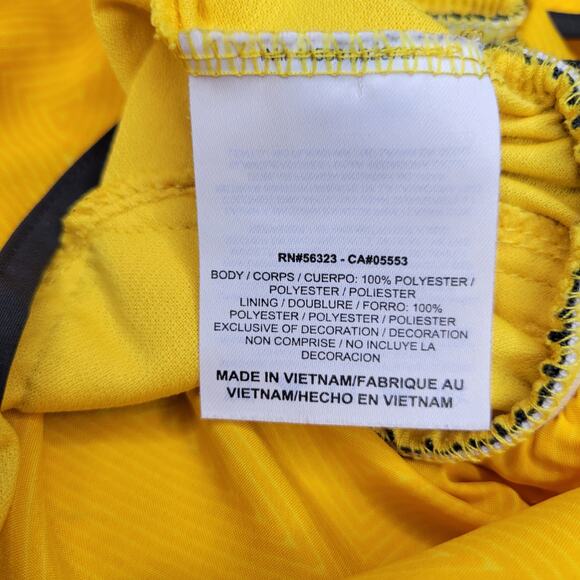 RN#56323 - CA#05553
BODY / CORPS / CUERPO: 100% POLYESTER /
POLYESTER / POLIESTER
LINING / DOUBLURE / FORRO: 100%
POLYESTER / POLYESTER / POLIESTER
EXCLUSIVE OF DECORATION / DECORATION
NON COMPRISE / NO INCLUYE LA
DECORACION
MADE IN VIETNAM/FABRIQUE AU
VIETNAM/HECHO EN VIETNAM